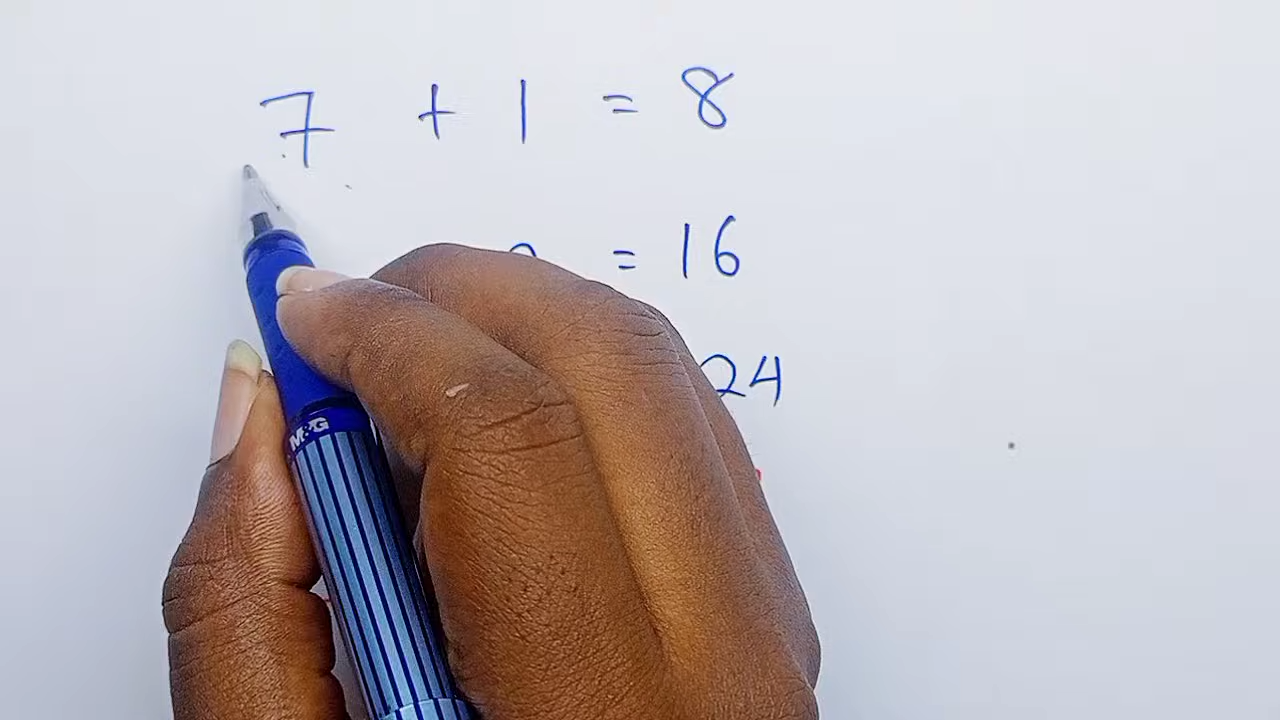 7 + 1 = 8
= 16
24
M&G